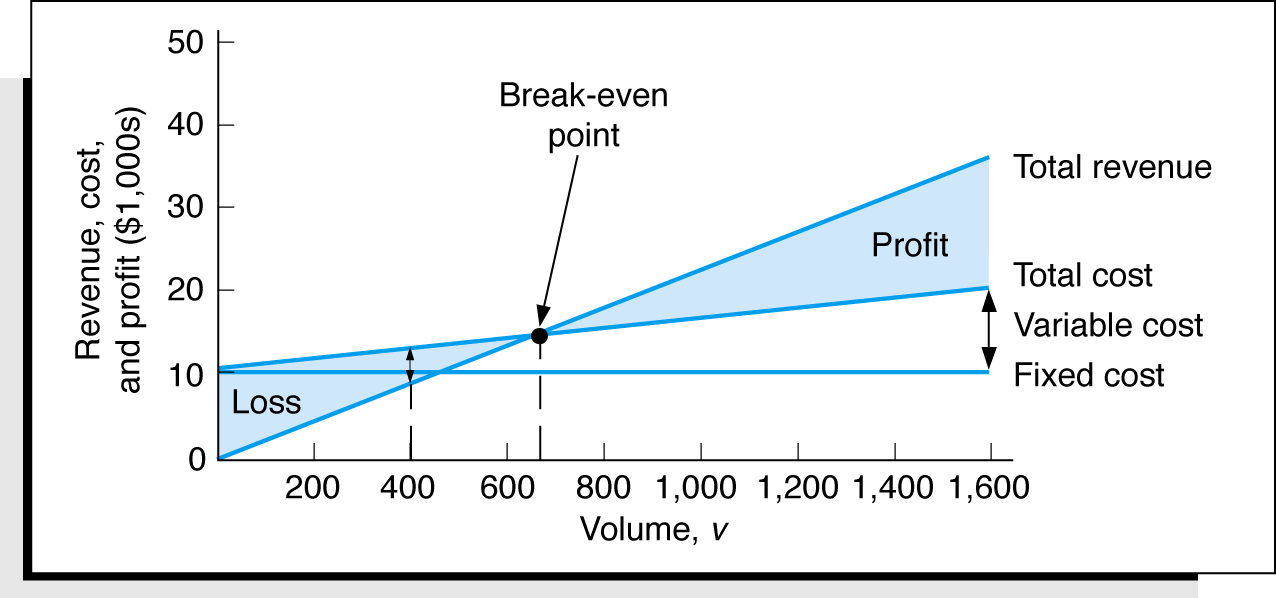 Revenue, cost,
and profit ($1,000s)
50
40
30
20
10
0
Break-even
point
Total revenue
Profit
Total cost
Variable cost
Fixed cost
Loss
200 400 600 800 1,000 1,200 1,400 1,600
Volume, v